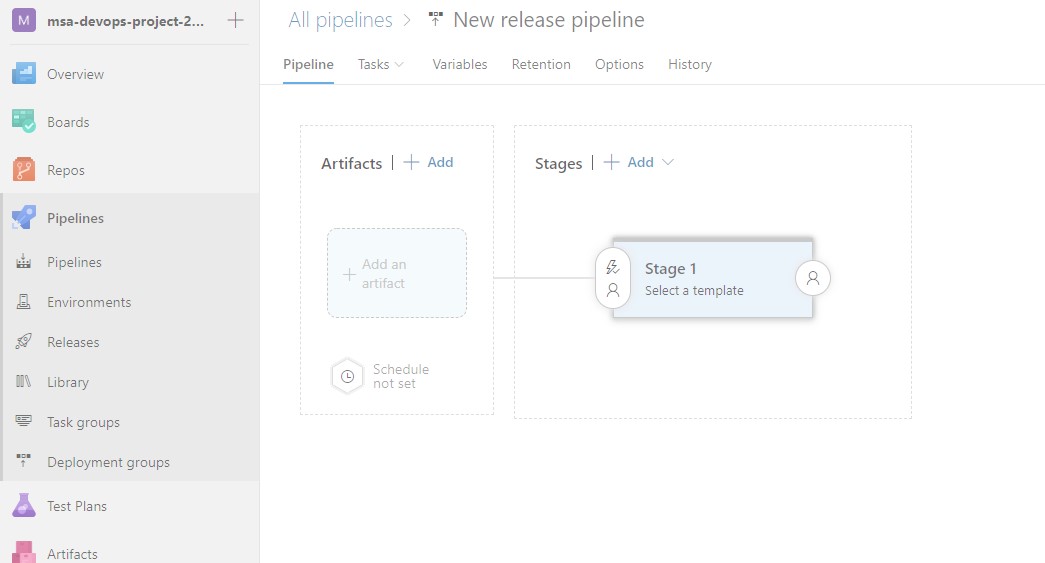 M msa-devops-project-2...
Overview
Boards
Repos
Pipelines
Pipelines
Environments
Releases
Library
Task groups
Deployment groups
Test Plans
Artifacts
All pipelines > New release pipeline
Pipeline Tasks Variables Retention Options History
Artifacts | + Add
Add an
artifact
Schedule
not set
Stages | + Add
Stage 1
Select a template